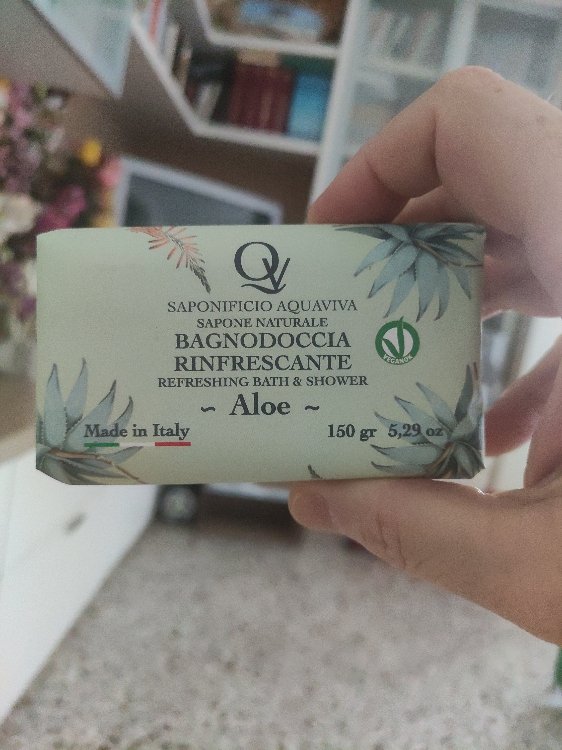 QV
SAPONIFICIO AQUAVIVA
SAPONE NATURALE
BAGNODOCCIA
RINFRESCANTE
REFRESHING BATH & SHOWER
~ Aloe ~
VEGANOK
Made in Italy
150 gr 5,29 oz